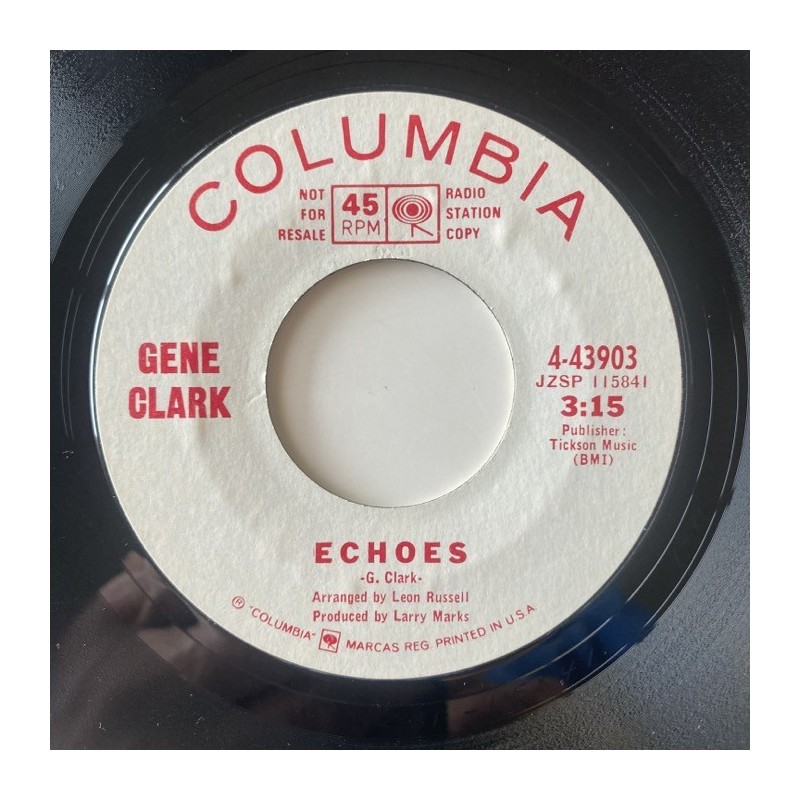 COLUMBIA
NOT
FOR
RESALE
45
RPM
RADIO
STATION
COPY
GENE
CLARK
4-43903
JZSP 115841
3:15
Publisher:
Tickson Music
(BMI)
ECHOES
-G. Clark-
Arranged by Leon Russell
Produced by Larry Marks
® "COLUMBIA" MARCAS REG. PRINTED IN U.S.A.